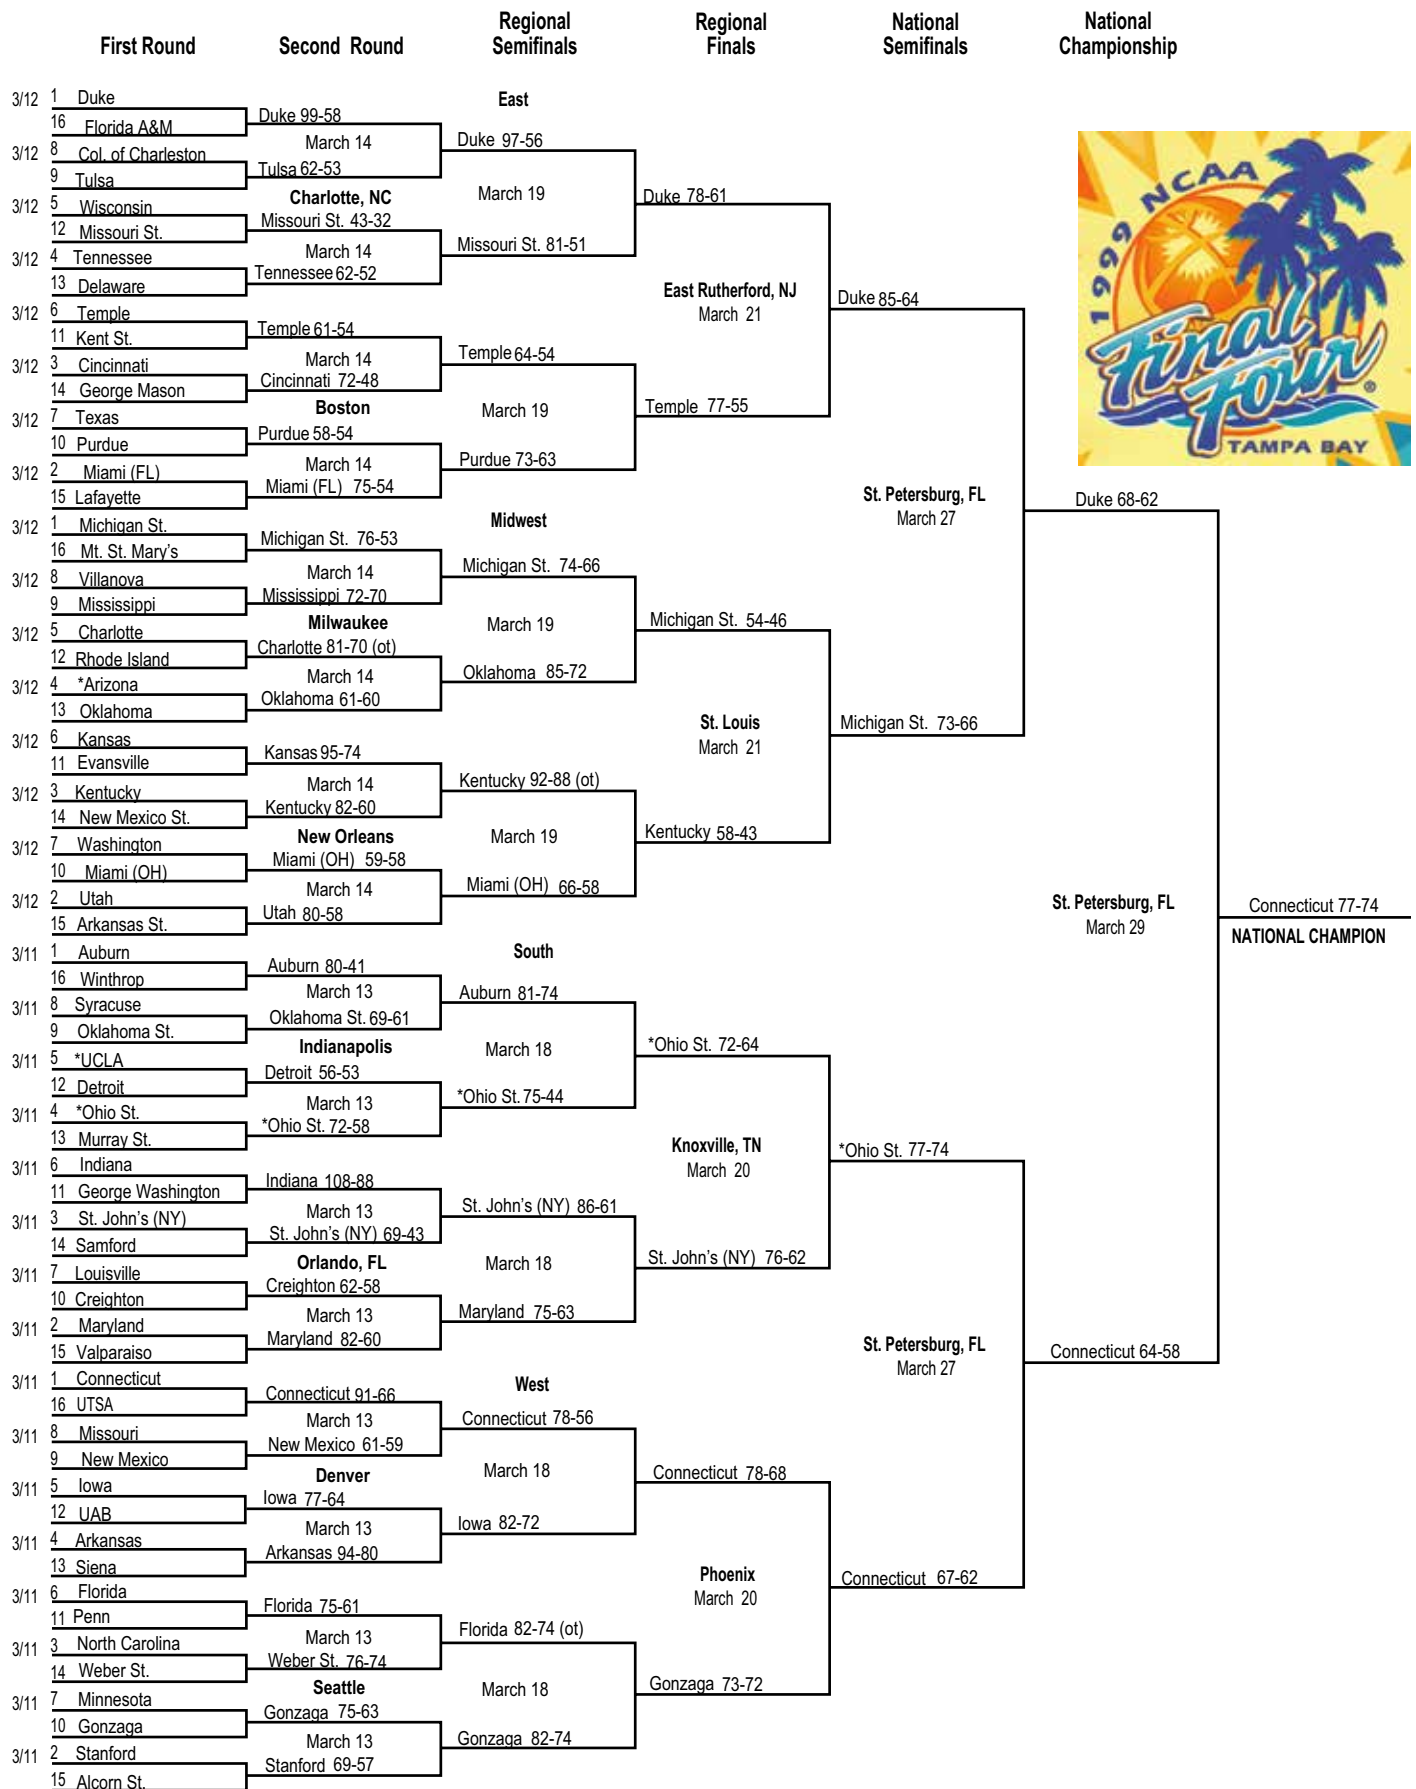 First Round
Second Round
Regional
Semifinals
Regional
Finals
National
Semifinals
National
Championship
3/12 1 Duke
16 Florida A&M
3/12 8 Col. of Charleston
9 Tulsa
3/12 5 Wisconsin
12 Missouri St.
3/12 4 Tennessee
13 Delaware
3/12 6 Temple
11 Kent St.
3/12 3 Cincinnati
14 George Mason
3/12 7 Texas
10 Purdue
3/12 2 Miami (FL)
15 Lafayette
3/12 1 Michigan St.
16 Mt. St. Mary's
3/12 8 Villanova
9 Mississippi
3/12 5 Charlotte
12 Rhode Island
3/12 4 *Arizona
13 Oklahoma
3/12 6 Kansas
11 Evansville
3/12 3 Kentucky
14 New Mexico St.
3/12 7 Washington
10 Miami (OH)
3/12 2 Utah
15 Arkansas St.
3/11 1 Auburn
16 Winthrop
3/11 8 Syracuse
9 Oklahoma St.
3/11 5 *UCLA
12 Detroit
3/11 4 *Ohio St.
13 Murray St.
3/11 6 Indiana
11 George Washington
3/11 3 St. John's (NY)
14 Samford
3/11 7 Louisville
10 Creighton
3/11 2 Maryland
15 Valparaiso
3/11 1 Connecticut
16 UTSA
3/11 8 Missouri
9 New Mexico
3/11 5 Iowa
12 UAB
3/11 4 Arkansas
13 Siena
3/11 6 Florida
11 Penn
3/11 3 North Carolina
14 Weber St.
3/11 7 Minnesota
10 Gonzaga
3/11 2 Stanford
15 Alcorn St.
Duke 99-58
March 14
Tulsa 62-53
Charlotte, NC
Missouri St. 43-32
March 14
Tennessee 62-52
Temple 61-54
March 14
Cincinnati 72-48
Boston
Purdue 58-54
March 14
Miami (FL) 75-54
Michigan St. 76-53
March 14
Mississippi 72-70
Milwaukee
Charlotte 81-70 (ot)
March 14
Oklahoma 61-60
Kansas 95-74
March 14
Kentucky 82-60
New Orleans
Miami (OH) 59-58
March 14
Utah 80-58
Auburn 80-41
March 13
Oklahoma St. 69-61
Indianapolis
Detroit 56-53
March 13
*Ohio St. 72-58
Indiana 108-88
March 13
St. John's (NY) 69-43
Orlando, FL
Creighton 62-58
March 13
Maryland 82-60
Connecticut 91-66
March 13
New Mexico 61-59
Denver
Iowa 77-64
March 13
Arkansas 94-80
Florida 75-61
March 13
Weber St. 76-74
Seattle
Gonzaga 75-63
March 13
Stanford 69-57
East
Duke 97-56
March 19
Missouri St. 81-51
Temple 64-54
March 19
Purdue 73-63
Midwest
Michigan St. 74-66
March 19
Oklahoma 85-72
Kentucky 92-88 (ot)
March 19
Miami (OH) 66-58
South
Auburn 81-74
March 18
*Ohio St. 75-44
St. John's (NY) 86-61
March 18
Maryland 75-63
West
Connecticut 78-56
March 18
Iowa 82-72
Florida 82-74 (ot)
March 18
Gonzaga 82-74
Duke 78-61
East Rutherford, NJ
March 21
Temple 77-55
Michigan St. 54-46
St. Louis
March 21
Kentucky 58-43
*Ohio St. 72-64
Knoxville, TN
March 20
St. John's (NY) 76-62
Connecticut 78-68
Phoenix
March 20
Gonzaga 73-72
Duke 85-64
St. Petersburg, FL
March 27
Michigan St. 73-66
*Ohio St. 77-74
St. Petersburg, FL
March 27
Connecticut 67-62
1999 NCAA
Final
Four®
TAMPA BAY
Duke 68-62
St. Petersburg, FL
March 29
Connecticut 64-58
Connecticut 77-74
NATIONAL CHAMPION